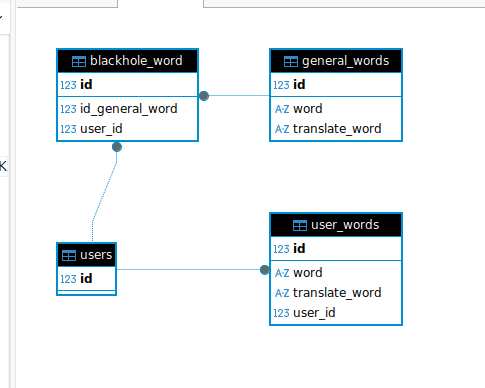 blackhole_word
123 id
123 id_general_word
123 user_id
general_words
123 id
A-Z word
A-Z translate_word
K
users
123 id
user_words
123 id
A-Z word
A-Z translate_word
123 user_id